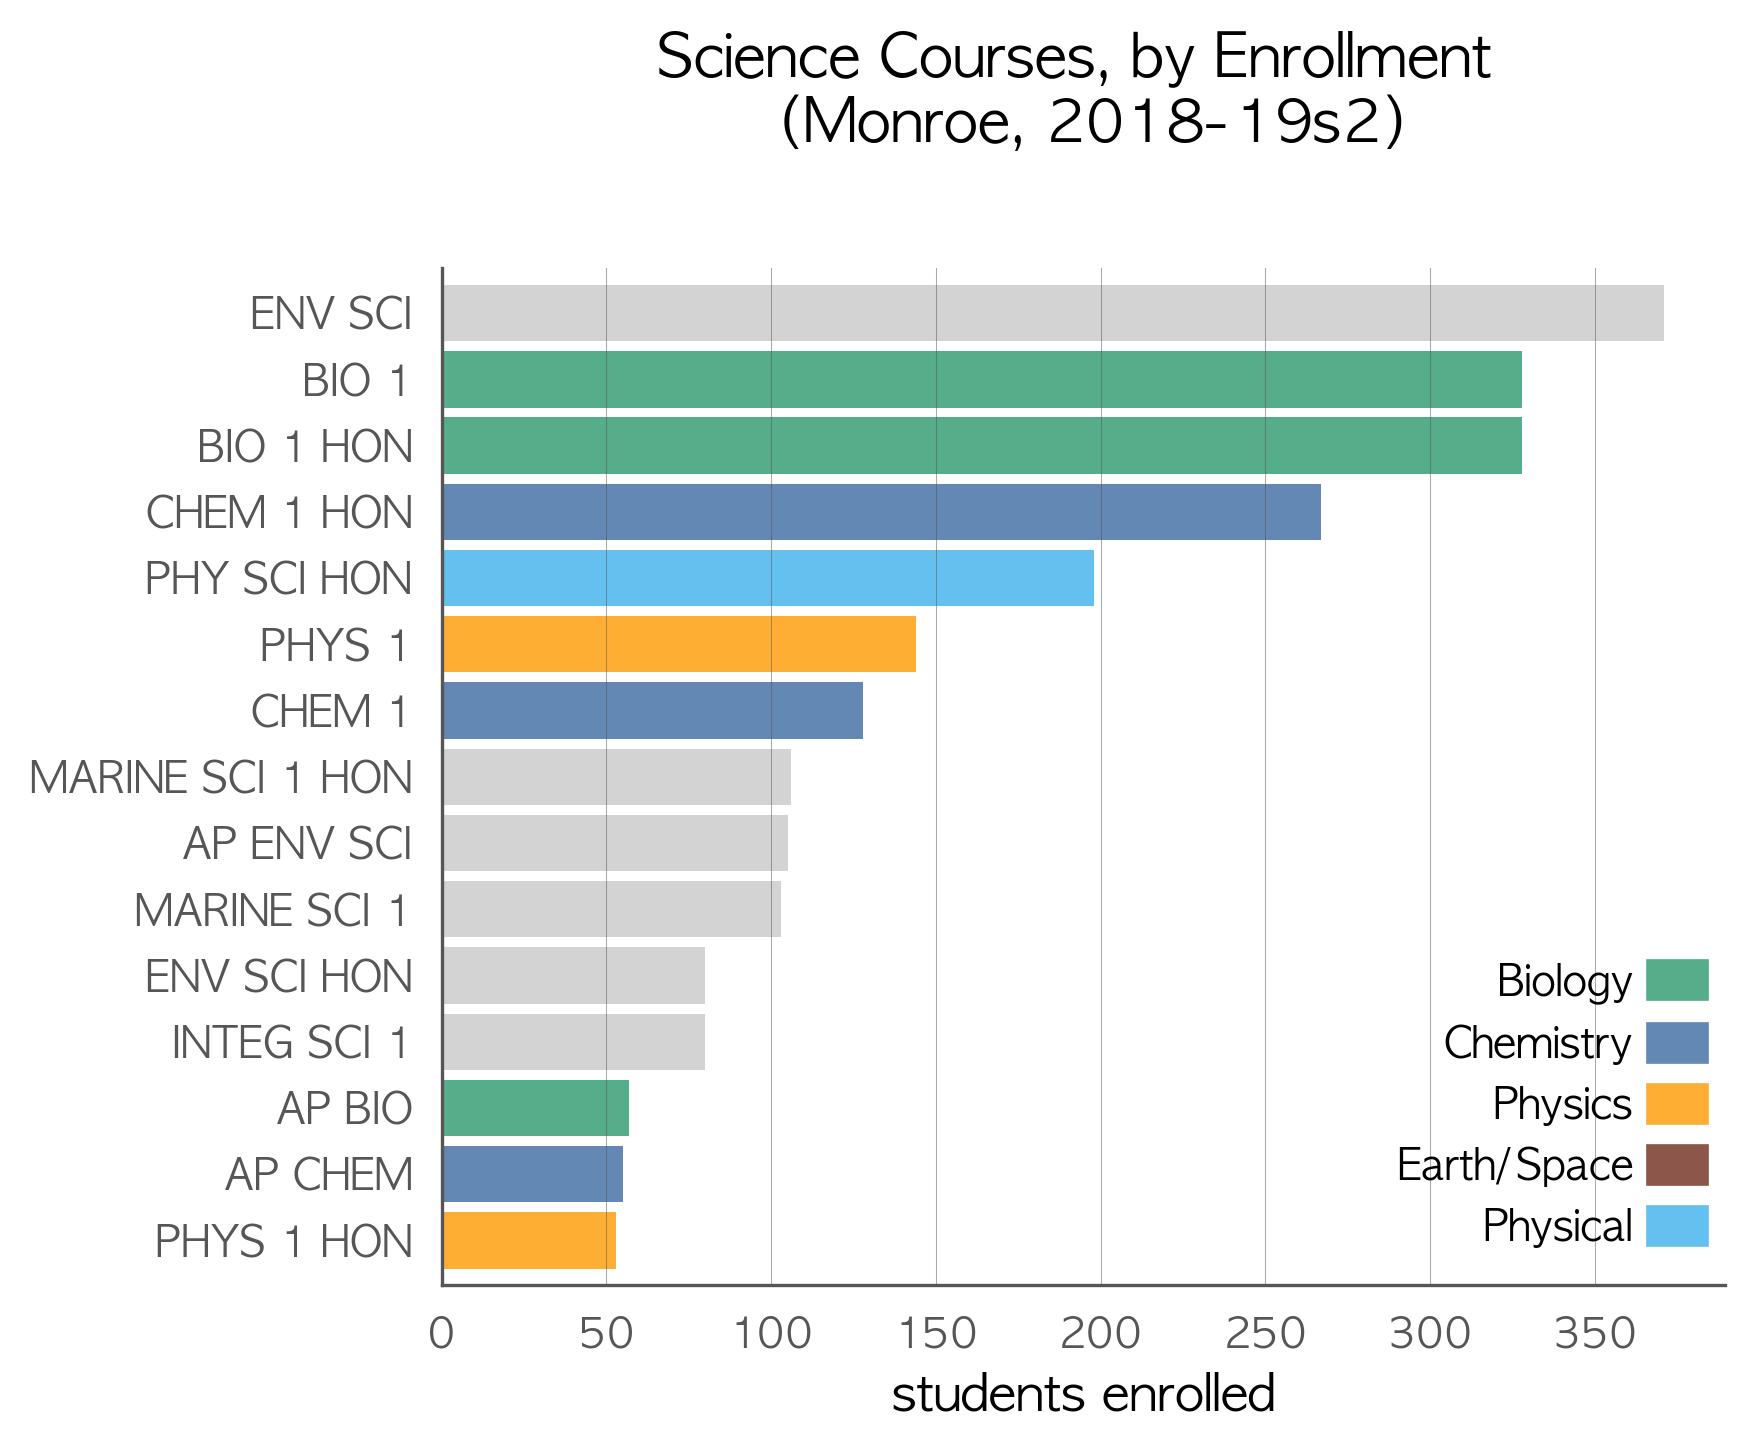 Science Courses, by Enrollment
(Monroe, 2018-19s2)
ENV SCI
BIO 1
BIO 1 HON
CHEM 1 HON
PHY SCI HON
PHYS 1
CHEM 1
MARINE SCI 1 HON
AP ENV SCI
MARINE SCI 1
ENV SCI HON
INTEG SCI 1
AP BIO
AP CHEM
PHYS 1 HON
Biology
Chemistry
Physics
Earth/Space
Physical
0 50 100 150 200 250 300 350
students enrolled